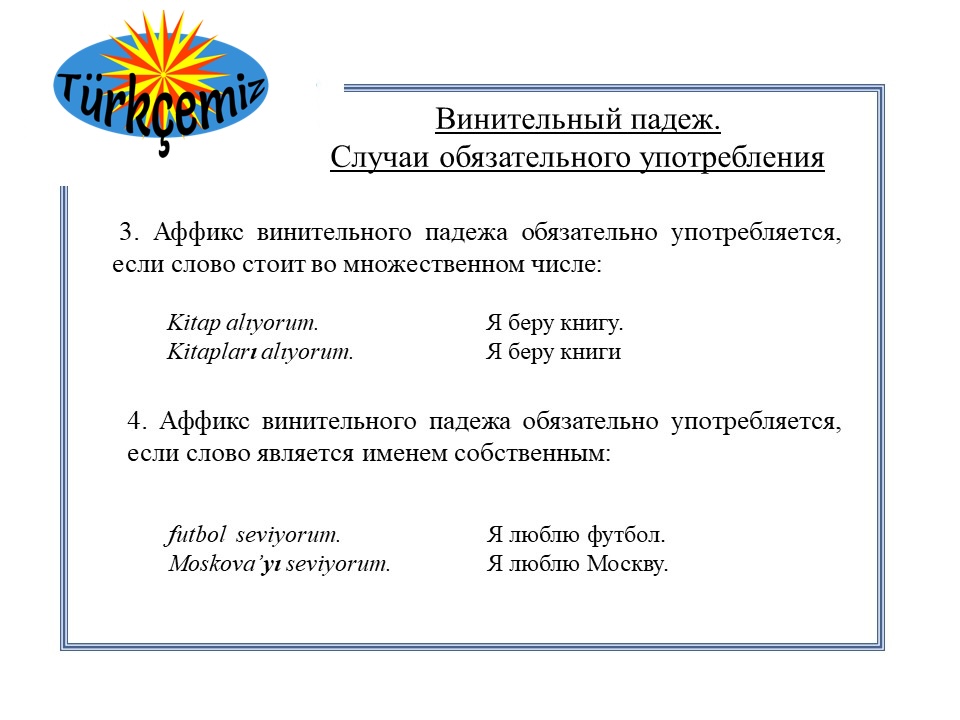 Türkçemiz
Винительный падеж.
Случаи обязательного употребления
3. Аффикс винительного падежа обязательно употребляется,
если слово стоит во множественном числе:
Kitap alıyorum. Я беру книгу.
Kitapları alıyorum. Я беру книги
4. Аффикс винительного падежа обязательно употребляется,
если слово является именем собственным:
futbol seviyorum. Я люблю футбол.
Moskova’yı seviyorum. Я люблю Москву.